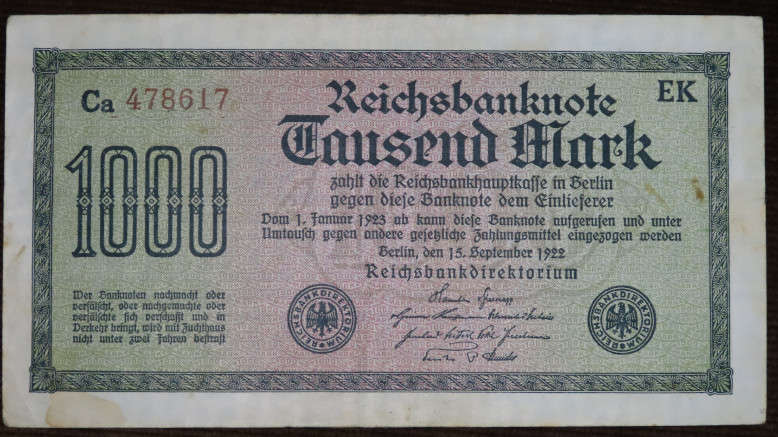 Ca 478617
Reichsbanknote
EK
Tausend Mark
1000
zahlt die Reichsbankhauptkasse in Berlin
gegen diese Banknote dem Einlieferer
Vom 1. Januar 1923 ab kann diese Banknote aufgerufen und unter
Umtausch gegen andere gesetzliche Zahlungsmittel eingezogen werden
Berlin, den 15. September 1922
Reichsbankdirektorium
Wer Banknoten nachmacht oder
verfälscht, oder nachgemachte oder
verfälschte sich verschafft und in
Verkehr bringt, wird mit Zuchthaus
nicht unter zwei Jahren bestraft
REICHSBANKDIREKTORIUM
REICHSBANKDIREKTORIUM